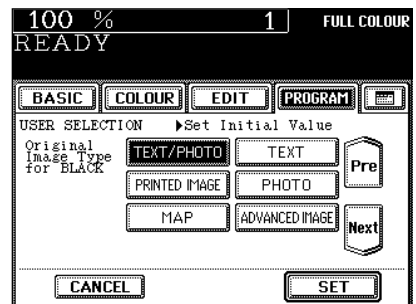 100 % 1 FULL COLOUR
READY
BASIC COLOUR EDIT PROGRAM
USER SELECTION ▶Set Initial Value
Original
Image Type
for BLACK
TEXT/PHOTO TEXT
PRINTED IMAGE PHOTO
MAP ADVANCED IMAGE
Pre
Next
CANCEL SET